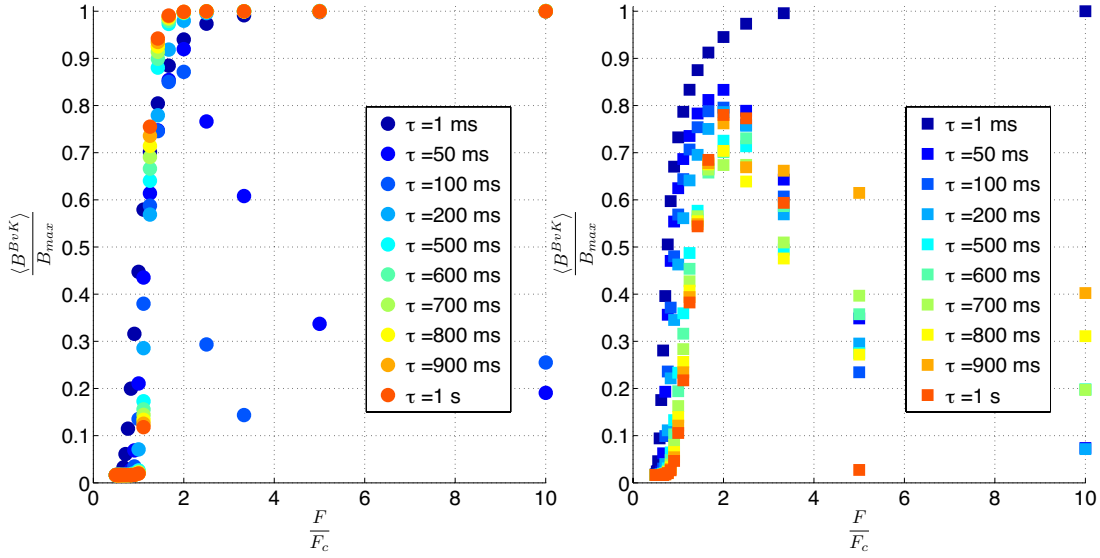 1
0.9
0.8
0.7
0.6
0.5
0.4
0.3
0.2
0.1
0
0 2 4 6 8 10
⟨B^{BvK}⟩
B_{max}
F
F_c
τ =1 ms
τ =50 ms
τ =100 ms
τ =200 ms
τ =500 ms
τ =600 ms
τ =700 ms
τ =800 ms
τ =900 ms
τ =1 s
1
0.9
0.8
0.7
0.6
0.5
0.4
0.3
0.2
0.1
0
0 2 4 6 8 10
⟨B^{BvK}⟩
B_{max}
F
F_c
τ =1 ms
τ =50 ms
τ =100 ms
τ =200 ms
τ =500 ms
τ =600 ms
τ =700 ms
τ =800 ms
τ =900 ms
τ =1 s